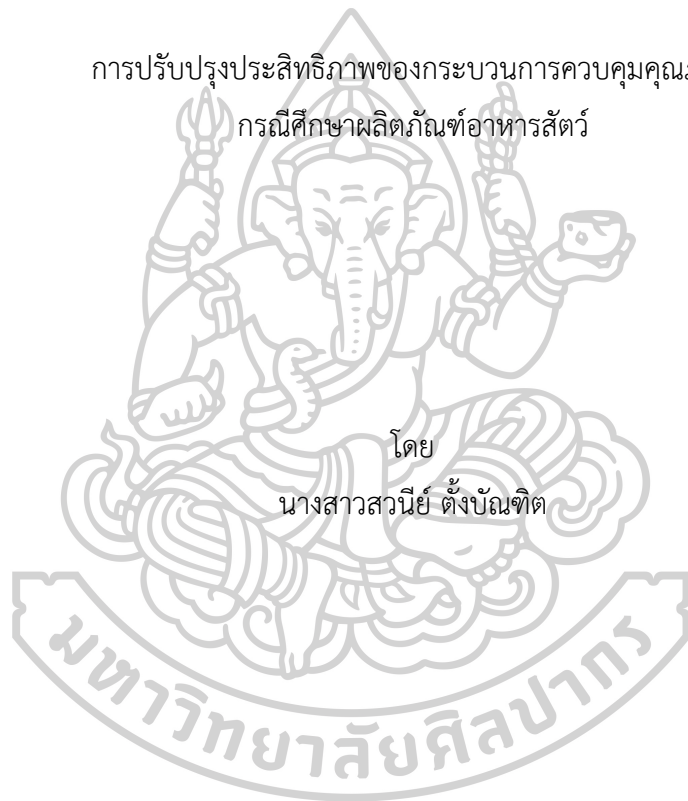 การปรับปรุงประสิทธิภาพของกระบวนการควบคุม
กรณีศึกษาผลิตภัณฑ์อาหารสัตว์
โดย
นางสาวสวนีย์ ตั้งบัณฑิต
มหาวิทยาลัยศิลปากร